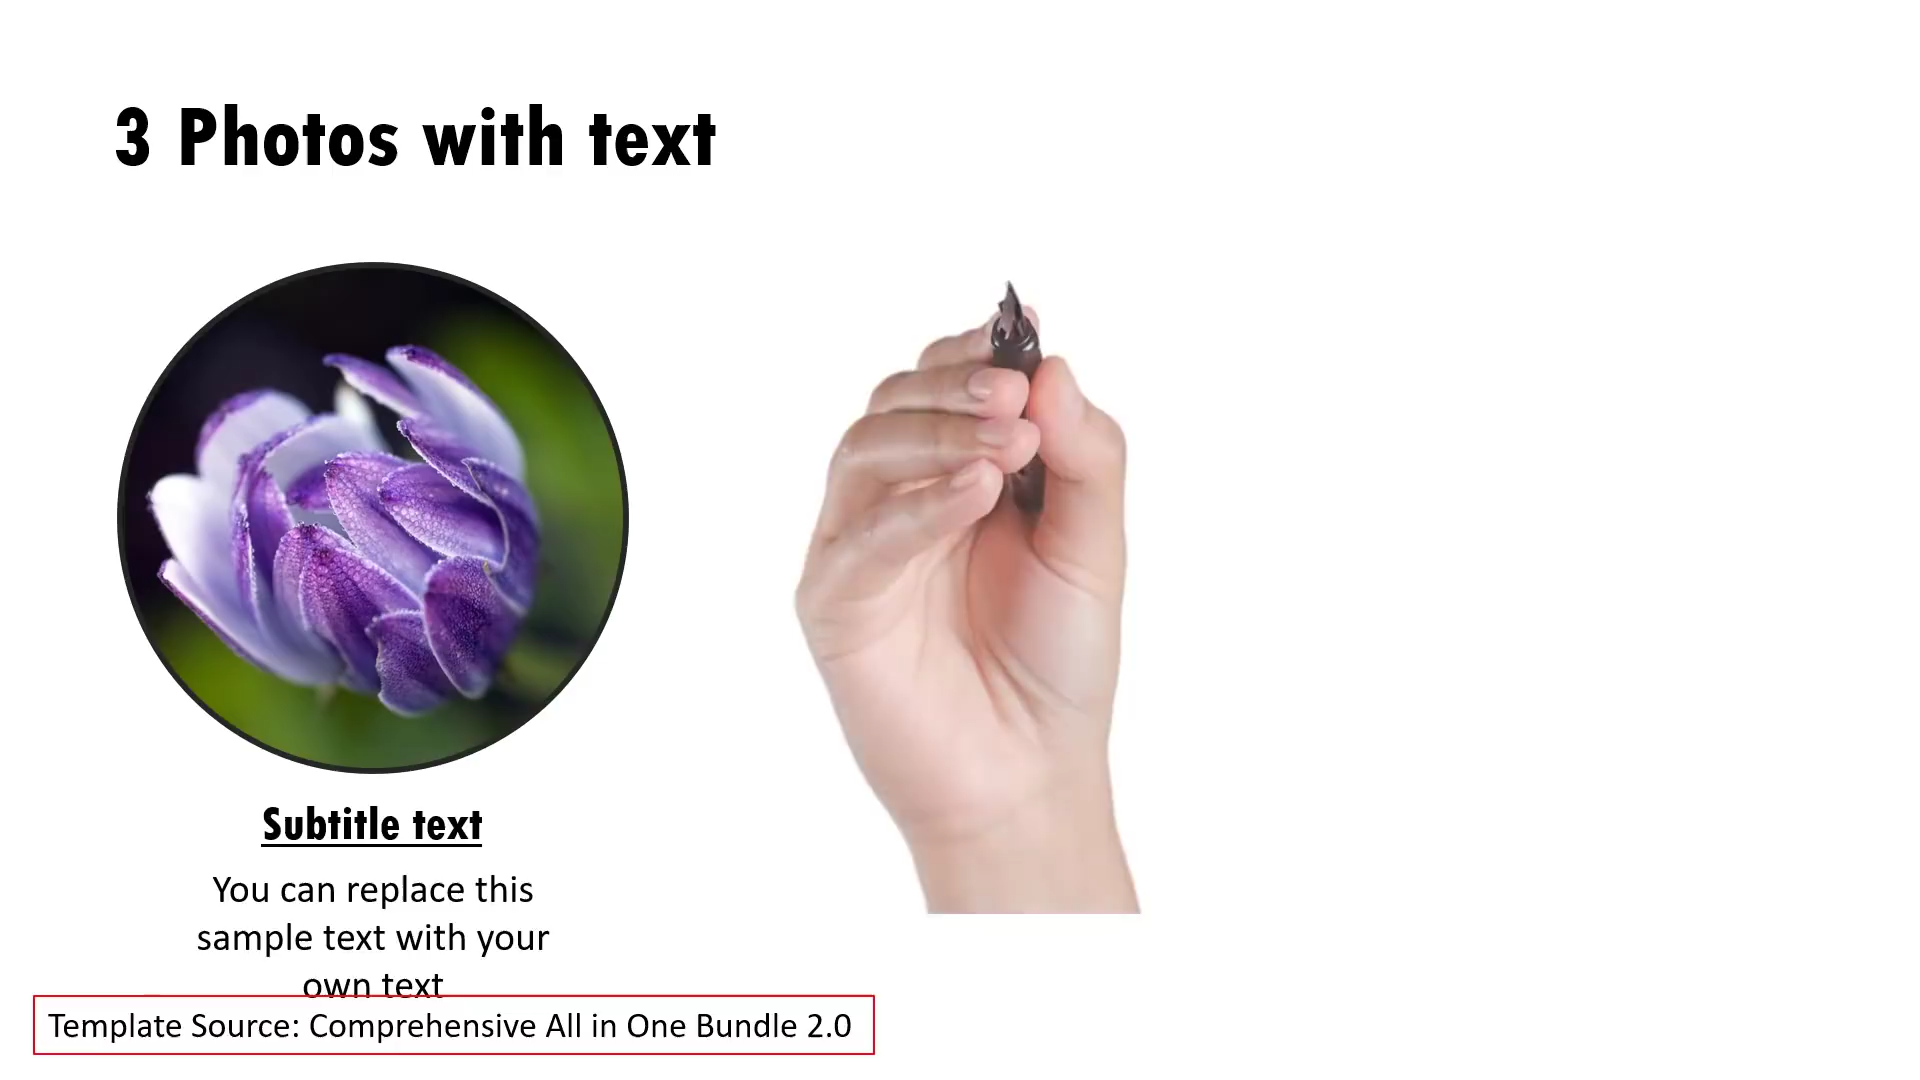 3 Photos with text
Subtitle text
You can replace this
sample text with your
own text
Template Source: Comprehensive All in One Bundle 2.0